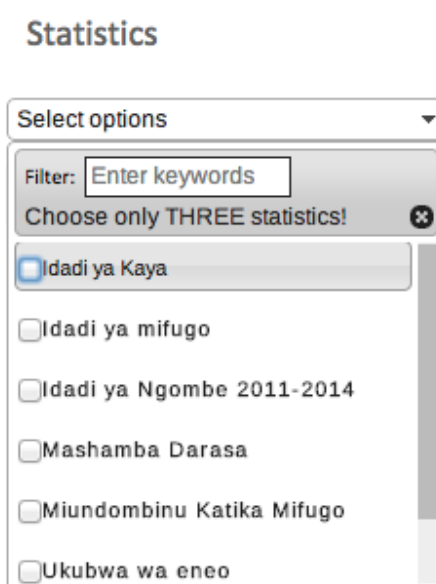 Statistics
Select options
Filter: Enter keywords
Choose only THREE statistics!
Idadi ya Kaya
Idadi ya mifugo
Idadi ya Ngombe 2011-2014
Mashamba Darasa
Miundombinu Katika Mifugo
Ukubwa wa eneo